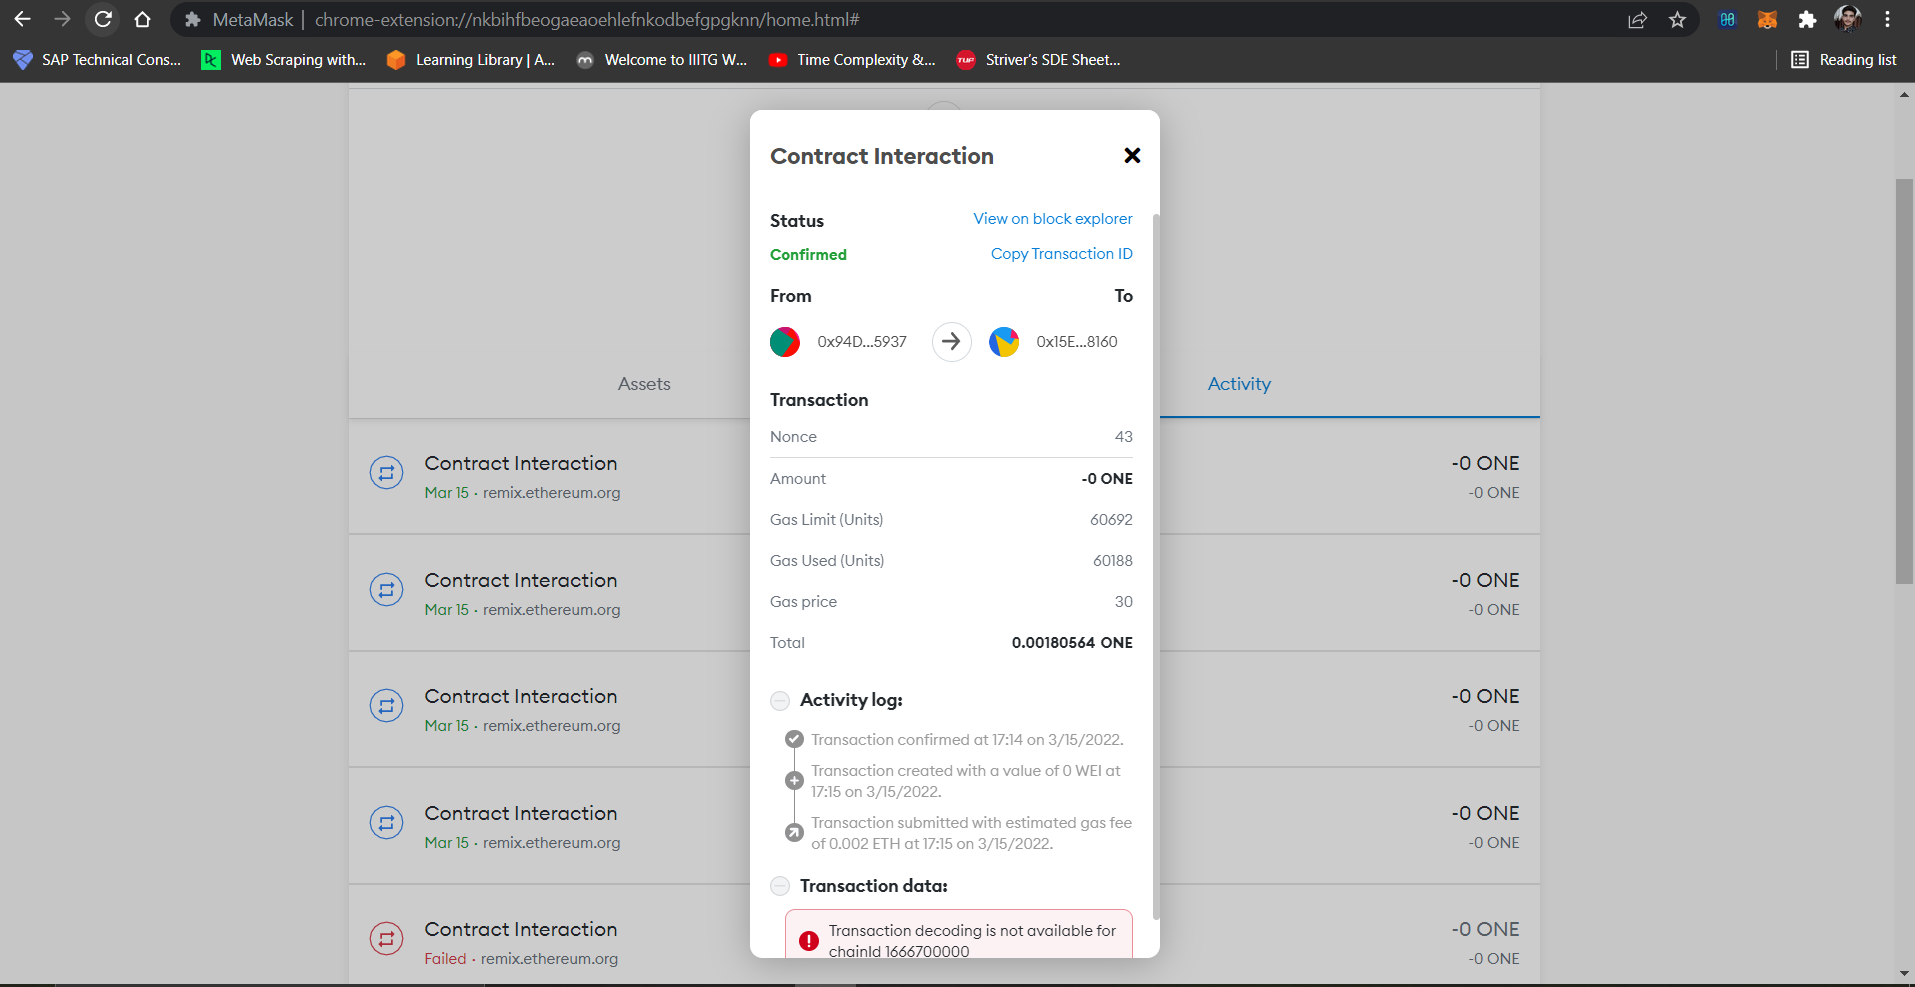 MetaMask
chrome-extension://nkbihfbeogaeaoehlefnkodbefgpgknn/home.html#
SAP Technical Cons...
DC
Web Scraping with...
Learning Library | A...
Welcome to IIITG W...
Time Complexity &...
TUF
Striver's SDE Sheet...
Reading list
Contract Interaction
Status
View on block explorer
Confirmed
Copy Transaction ID
From
To
0x94D...5937
0x15E...8160
Assets
Activity
Transaction
Nonce
43
Amount
-0 ONE
Gas Limit (Units)
60692
Gas Used (Units)
60188
Gas price
30
Total
0.00180564 ONE
Activity log:
Transaction confirmed at 17:14 on 3/15/2022.
Transaction created with a value of 0 WEI at
17:15 on 3/15/2022.
Transaction submitted with estimated gas fee
of 0.002 ETH at 17:15 on 3/15/2022.
Transaction data:
Transaction decoding is not available for
chainId 1666700000
Contract Interaction
-0 ONE
Mar 15 · remix.ethereum.org
-0 ONE
Contract Interaction
-0 ONE
Mar 15 · remix.ethereum.org
-0 ONE
Contract Interaction
-0 ONE
Mar 15 · remix.ethereum.org
-0 ONE
Contract Interaction
-0 ONE
Mar 15 · remix.ethereum.org
-0 ONE
Contract Interaction
-0 ONE
Failed · remix.ethereum.org
-0 ONE